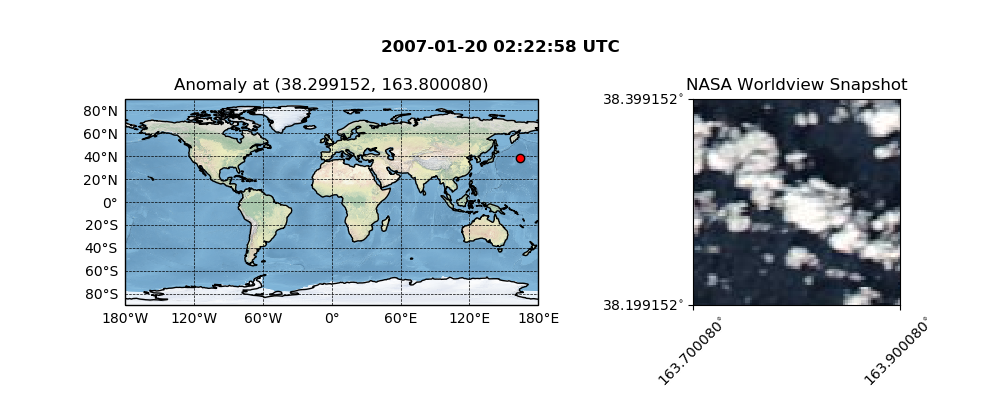 2007-01-20 02:22:58 UTC
Anomaly at (38.299152, 163.800080)
80°N
60°N
40°N
20°N
0°
20°S
40°S
60°S
80°S
180°W 120°W 60°W 0° 60°E 120°E 180°E
NASA Worldview Snapshot
38.399152°
38.199152°
163.700080°
163.900080°